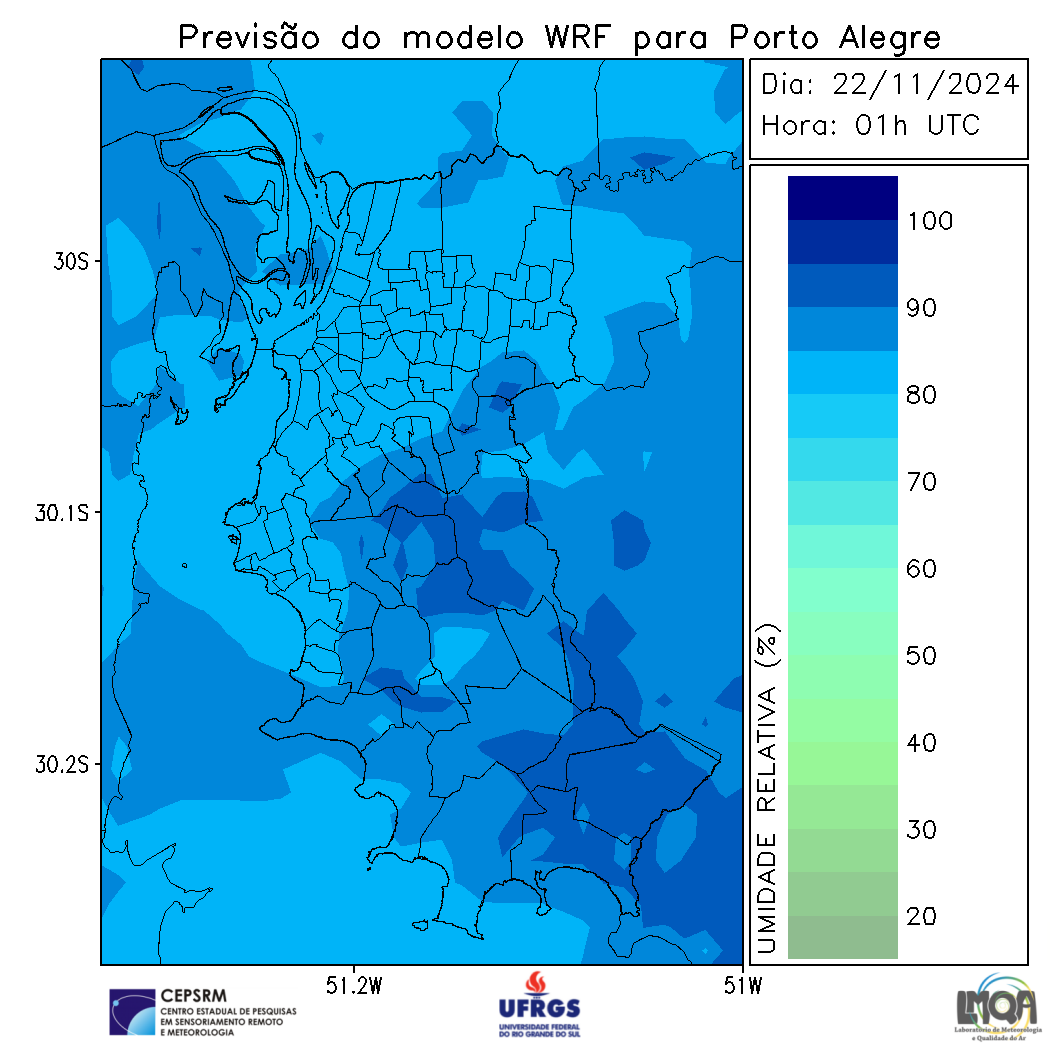 Previsão do modelo WRF para Porto Alegre
Dia: 22/11/2024
Hora: 01h UTC
100
90
80
70
60
50
40
30
20
UMIDADE RELATIVA (%)
30S
30.1S
30.2S
51.2W
51W
CEPSRM
CENTRO ESTADUAL DE PESQUISAS
EM SENSORIAMENTO REMOTO
E METEOROLOGIA
UFRGS
UNIVERSIDADE FEDERAL
DO RIO GRANDE DO SUL
LMQA
Laboratório de Meteorologia
e Qualidade do Ar